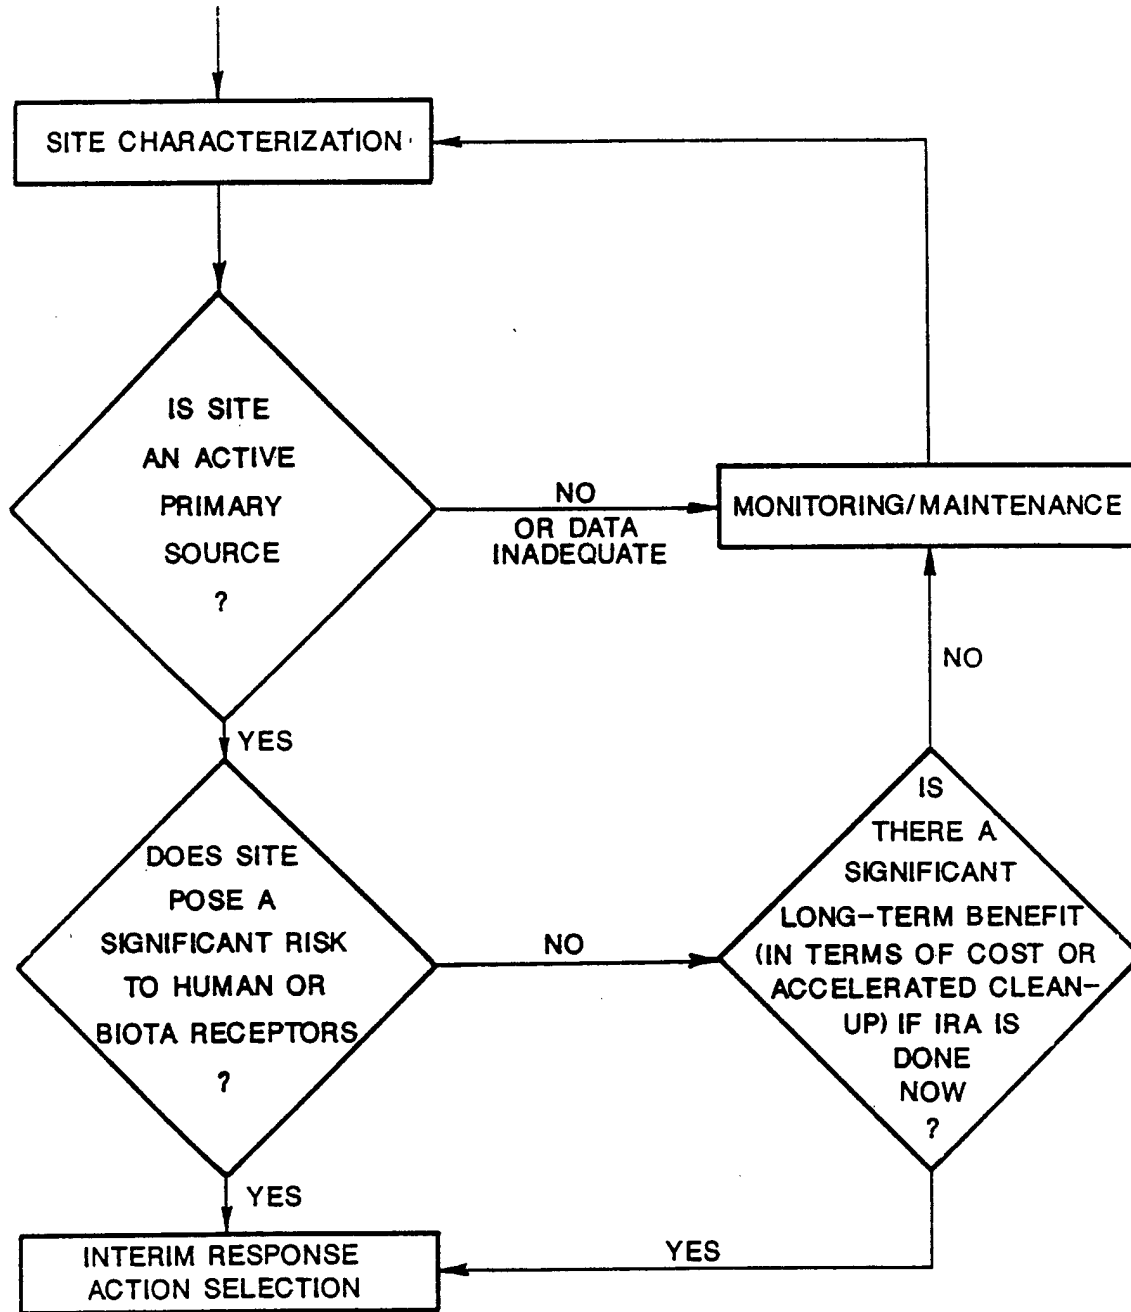 SITE CHARACTERIZATION
IS SITE
AN ACTIVE
PRIMARY
SOURCE
?
NO
OR DATA
INADEQUATE
MONITORING/MAINTENANCE
YES
NO
DOES SITE
POSE A
SIGNIFICANT RISK
TO HUMAN OR
BIOTA RECEPTORS
?
NO
IS
THERE A
SIGNIFICANT
LONG-TERM BENEFIT
(IN TERMS OF COST OR
ACCELERATED CLEAN-
UP) IF IRA IS
DONE
NOW
?
YES
YES
INTERIM RESPONSE
ACTION SELECTION